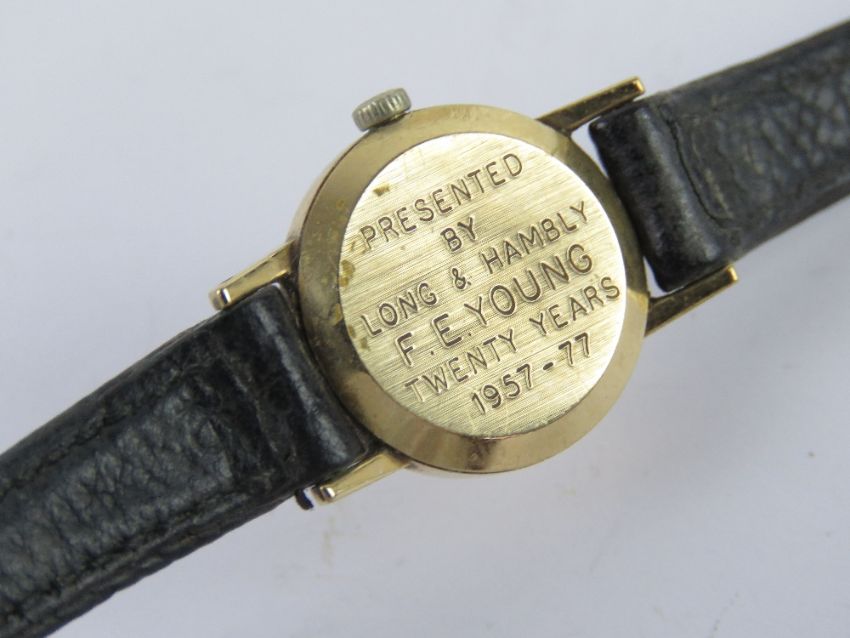 PRESENTED
BY
LONG & HAMBLY
F.E.YOUNG
TWENTY YEARS
1957-77